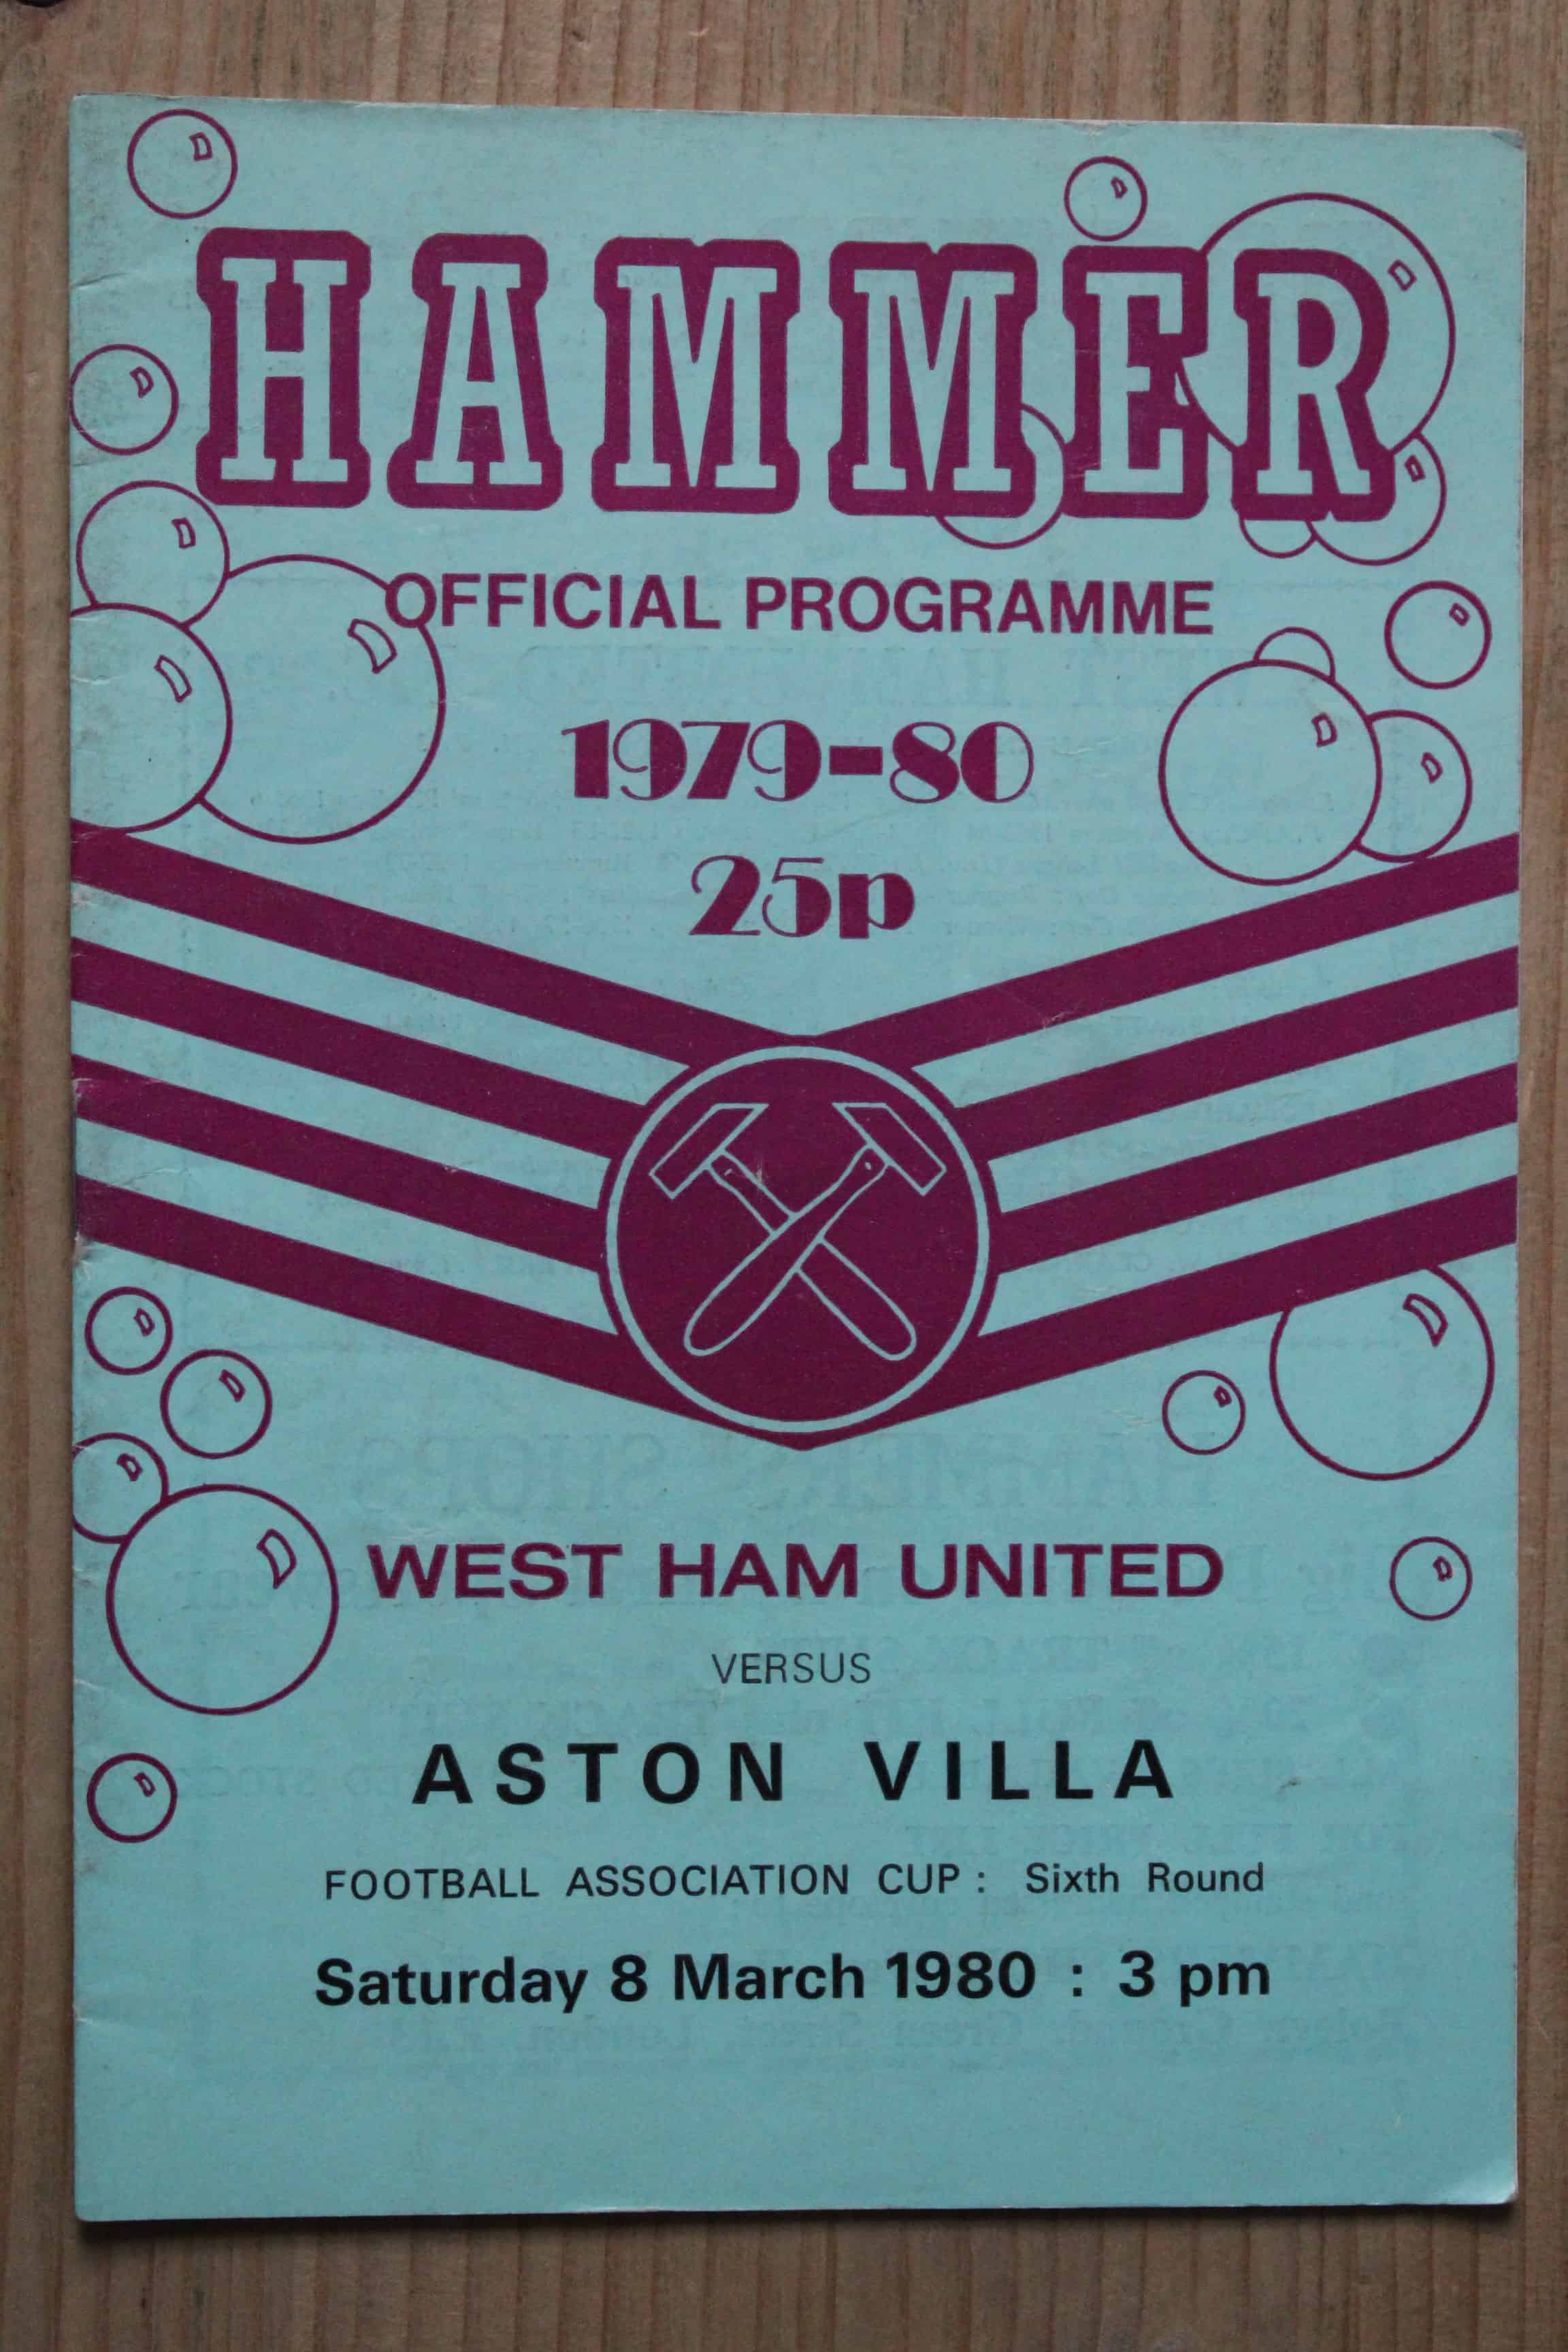 HAMMER
OFFICIAL PROGRAMME
1979-80
25p
WEST HAM UNITED
VERSUS
ASTON VILLA
FOOTBALL ASSOCIATION CUP : Sixth Round
Saturday 8 March 1980 : 3 pm